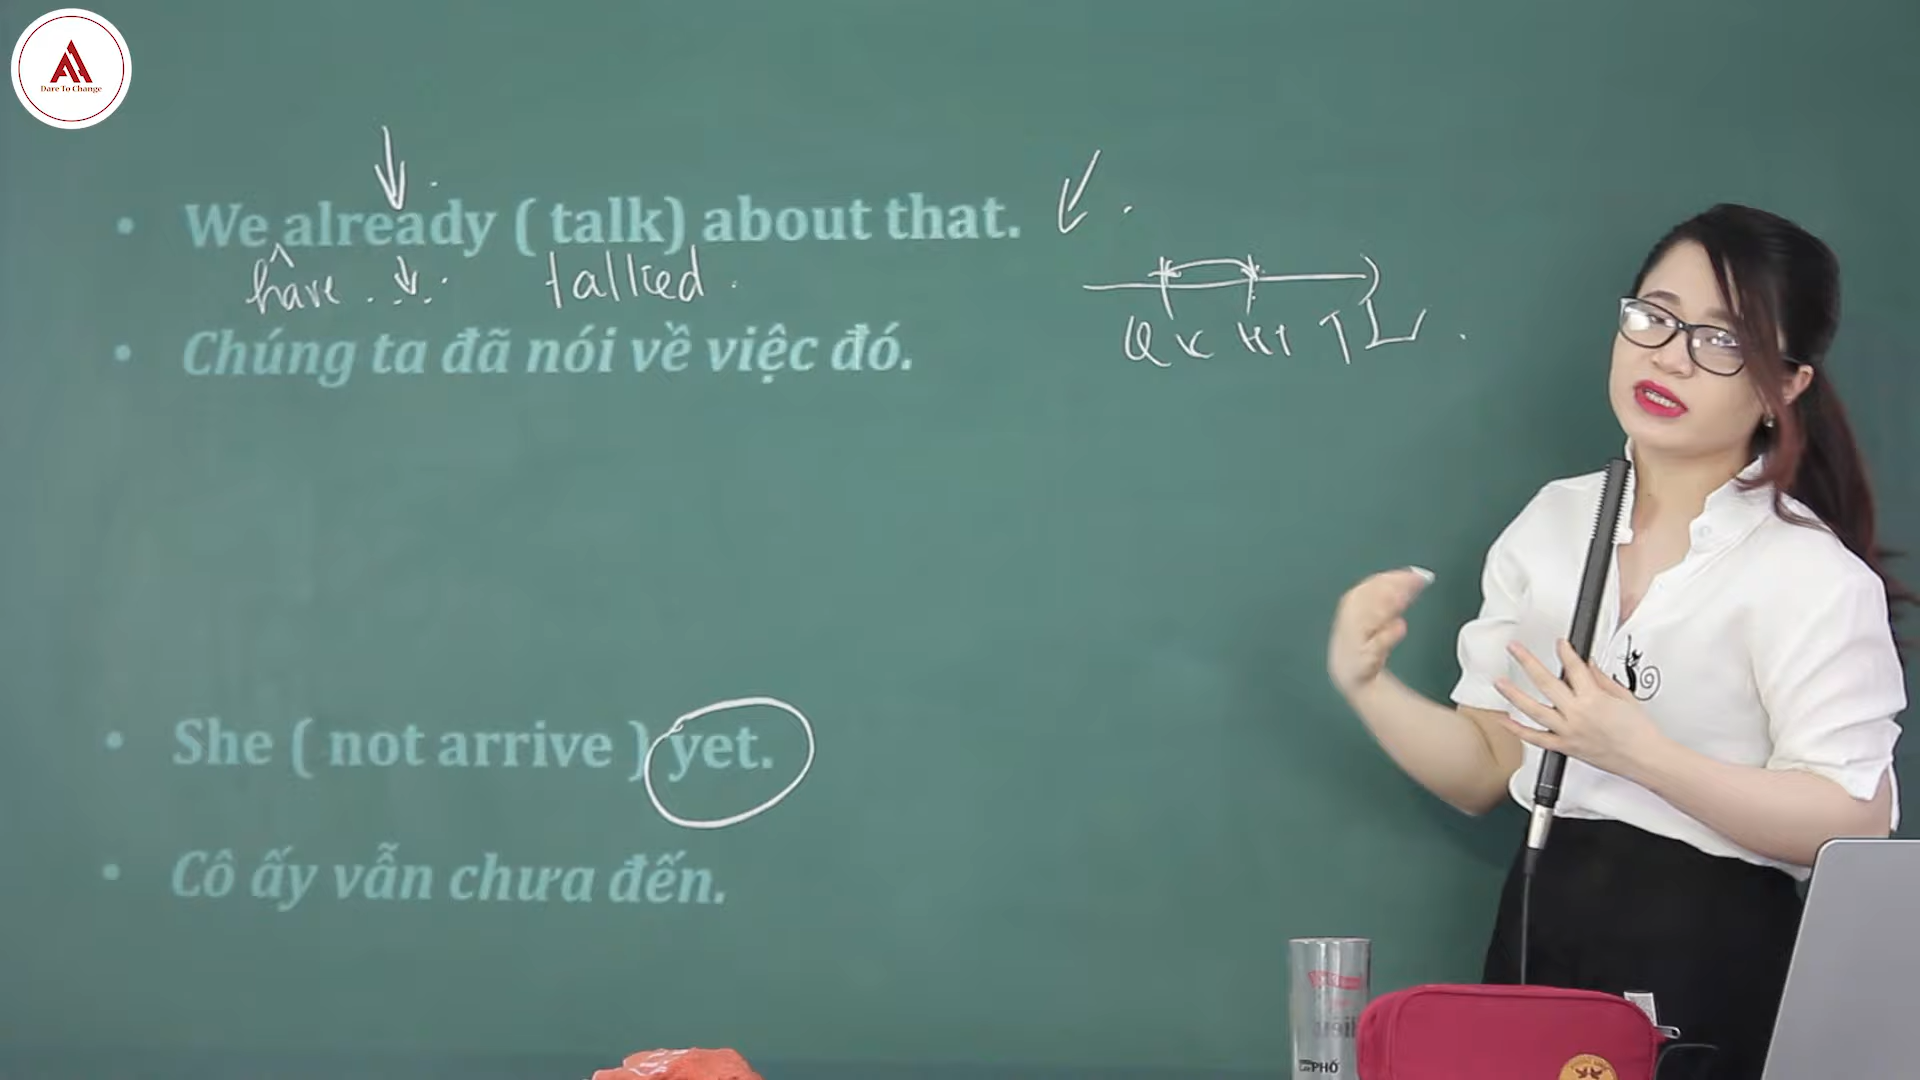 Dare To Change
• We already ( talk) about that.
have talked
• Chúng ta đã nói về việc đó.
QK HT TL
• She ( not arrive ) yet.
• Cô ấy vẫn chưa đến.
PHỐ